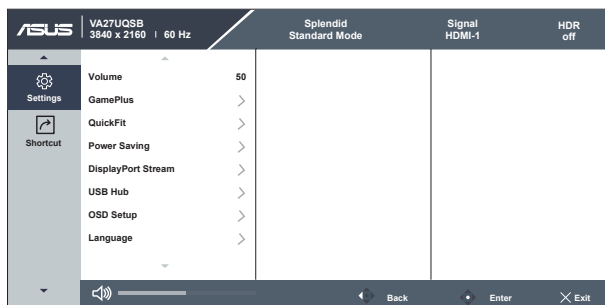 ASUS
VA27UQSB
3840 x 2160 | 60 Hz
Splendid
Standard Mode
Signal
HDMI-1
HDR
off
Settings
Shortcut
Volume 50
GamePlus
QuickFit
Power Saving
DisplayPort Stream
USB Hub
OSD Setup
Language
Back
Enter
Exit